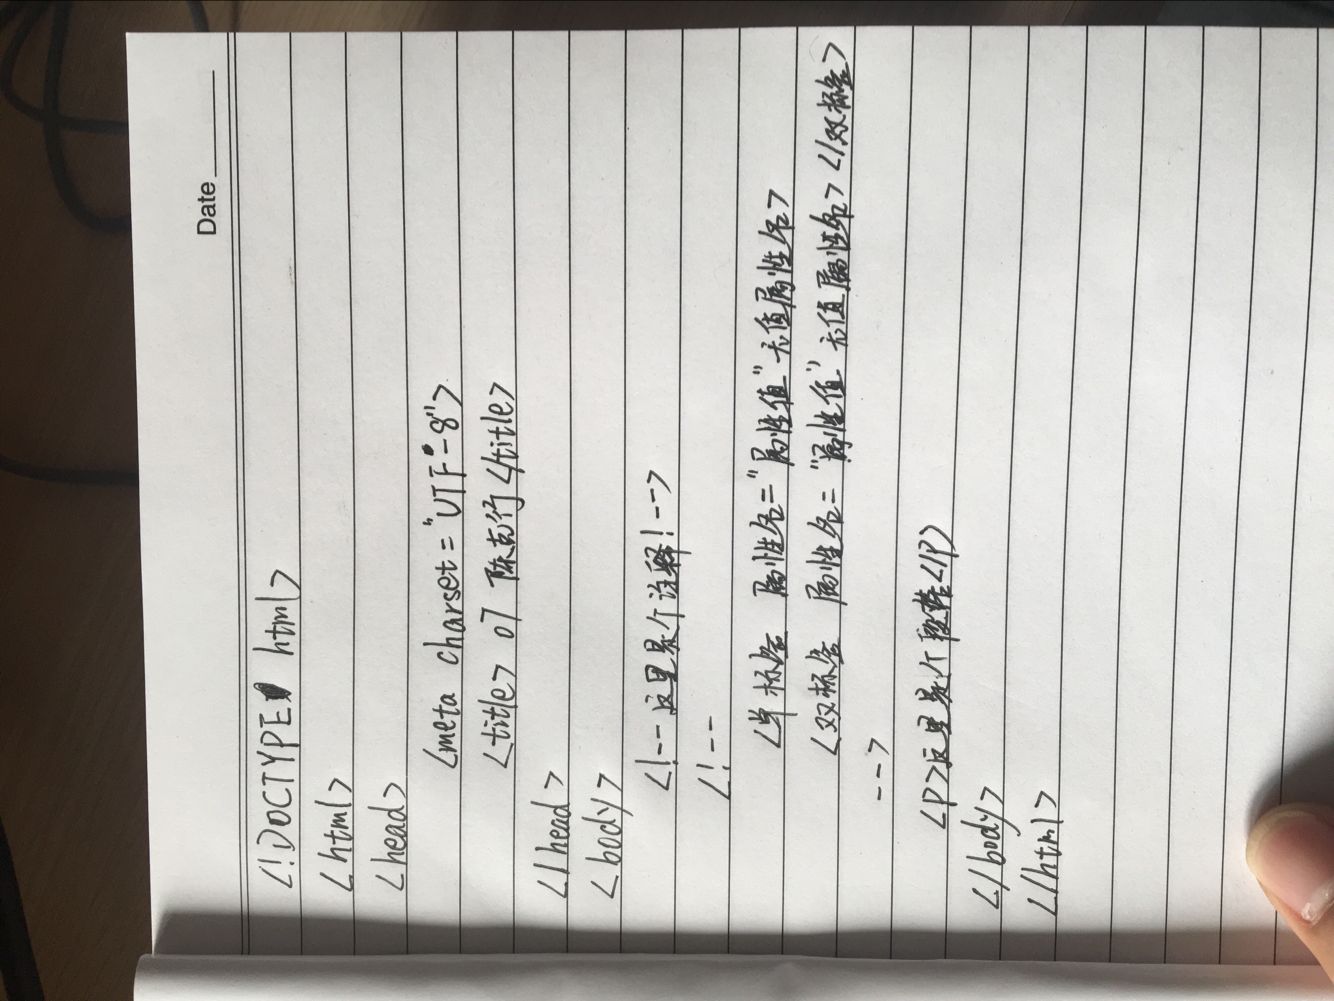 Date
<!DOCTYPE html>
<html>
<head>
<meta charset="UTF-8">
<title> 07 陈克行</title>
</head>
<body>
<!--这里是个注释!-->
<!--
<单标签 属性名="属性值" 无值属性名>
<双标签 属性名="属性值" 无值属性名></双标签>
-->
<p>这里是个段落</p>
</body>
</html>